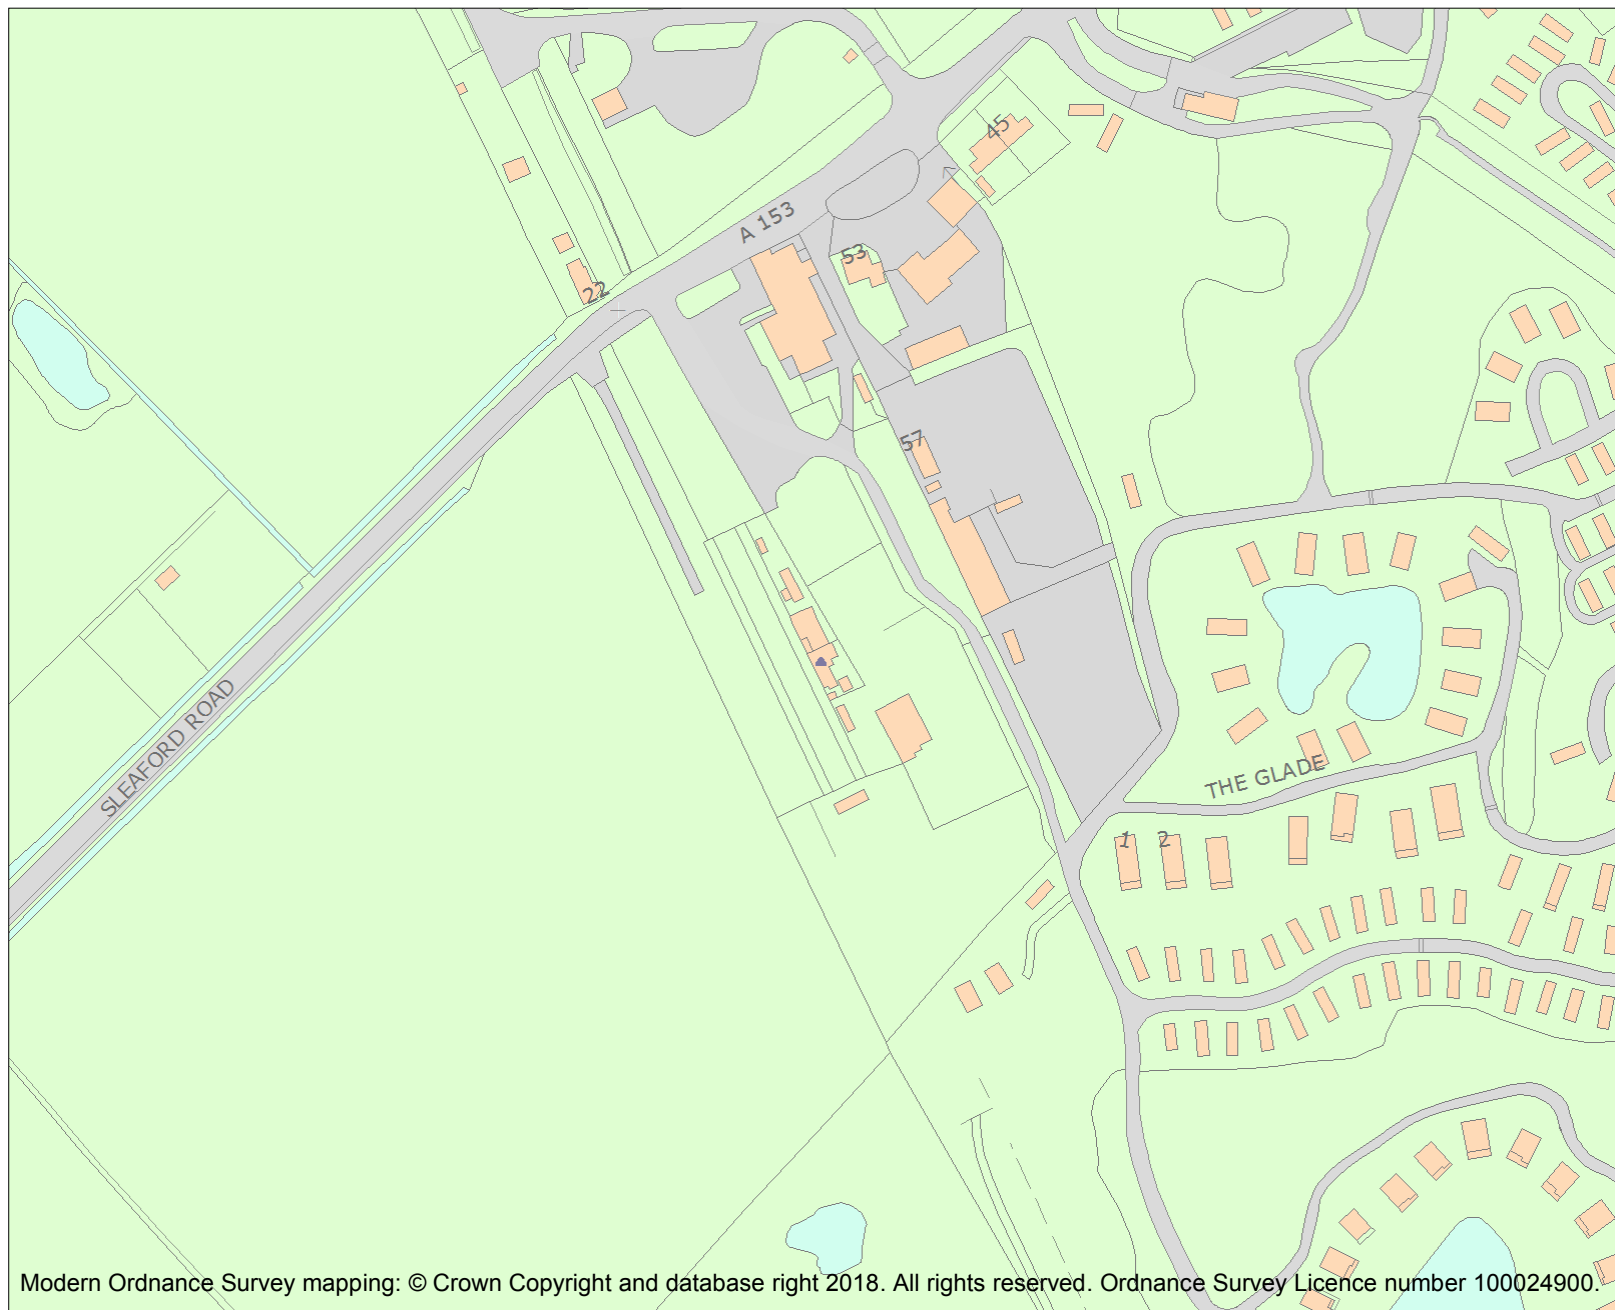 45
A 153
53
22
57
SLEAFORD ROAD
THE GLADE
1 2
Modern Ordnance Survey mapping: © Crown Copyright and database right 2018. All rights reserved. Ordnance Survey Licence number 100024900.